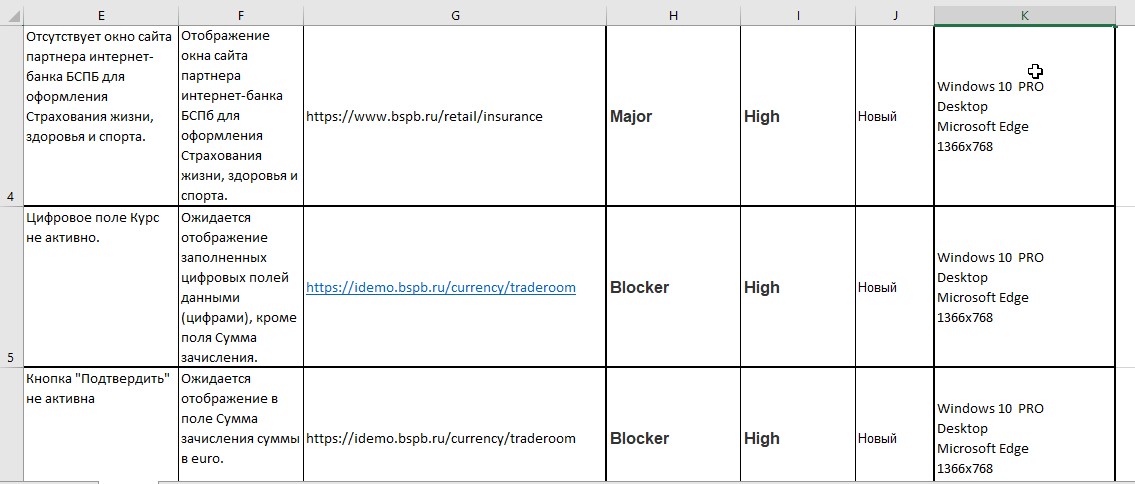 E F G H I J K
Отсутствует окно сайта
партнера интернет-
банка БСПБ для
оформления
Страхования жизни,
здоровья и спорта.
Отображение
окна сайта
партнера
интернет-банка
БСПб для
оформления
Страхования
жизни, здоровья и
спорта.
https://www.bspb.ru/retail/insurance
Major
High
Новый
Windows 10 PRO
Desktop
Microsoft Edge
1366x768
4
Цифровое поле Курс
не активно.
Ожидается
отображение
заполненных
цифровых полей
данными
(цифрами), кроме
поля Сумма
зачисления.
https://idemo.bspb.ru/currency/traderoom
Blocker
High
Новый
Windows 10 PRO
Desktop
Microsoft Edge
1366x768
5
Кнопка "Подтвердить"
не активна
Ожидается
отображение в
поле Сумма
зачисления суммы
в euro.
https://idemo.bspb.ru/currency/traderoom
Blocker
High
Новый
Windows 10 PRO
Desktop
Microsoft Edge
1366x768